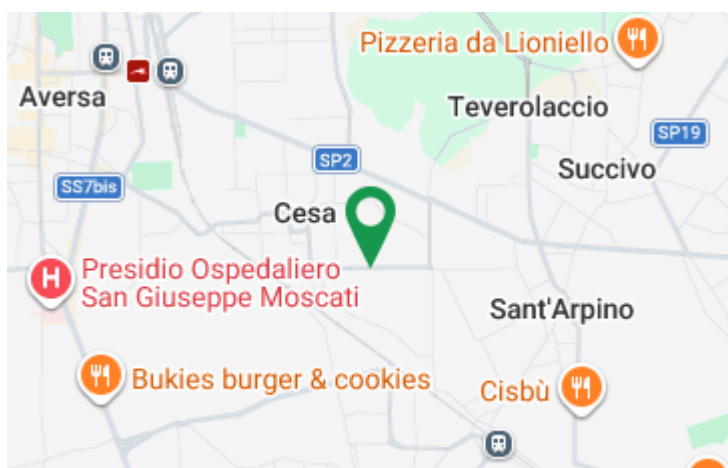 Pizzeria da Lioniello
Aversa
Teverolaccio
SP19
SP2
Succivo
SS7bis
Cesa
H
Presidio Ospedaliero
San Giuseppe Moscati
Sant'Arpino
Bukies burger & cookies
Cisbù